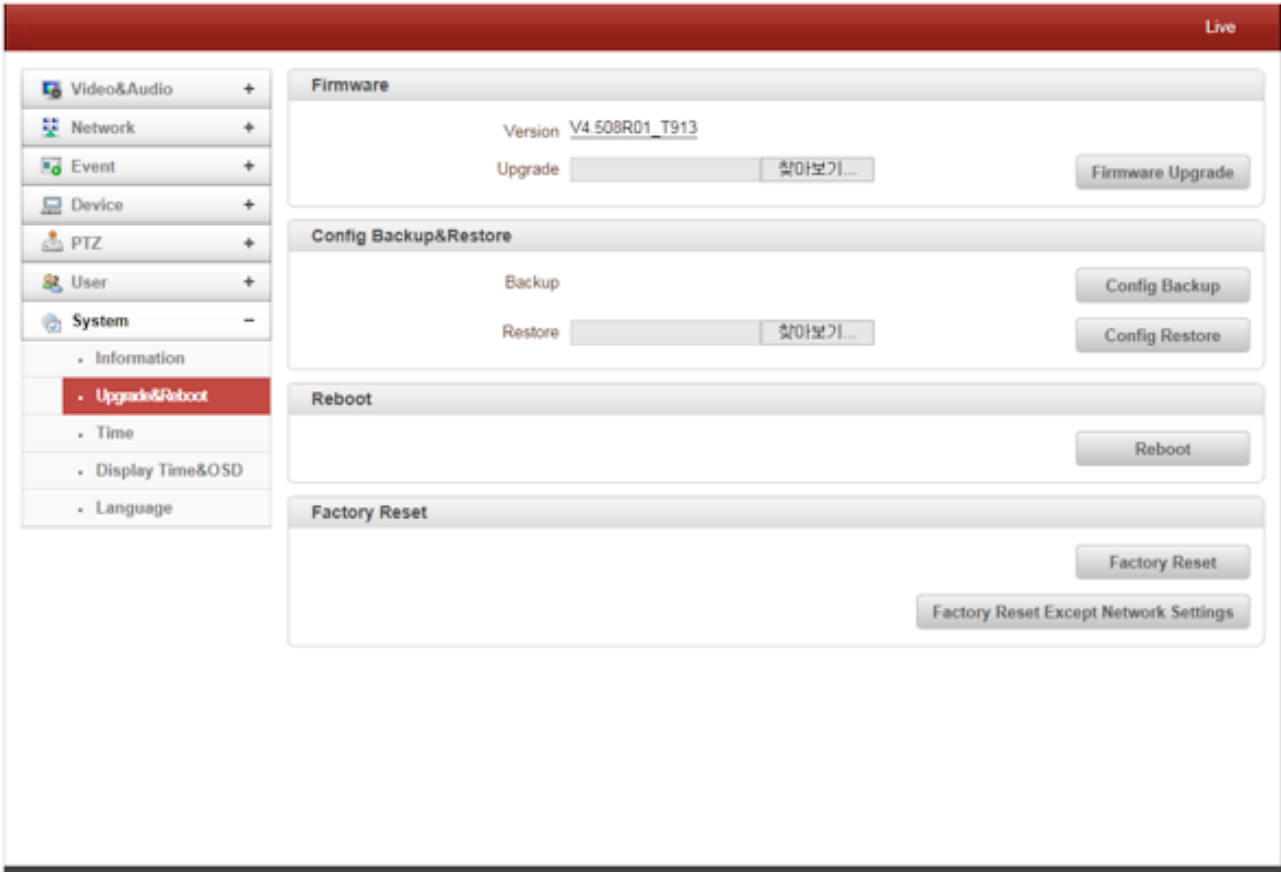 Live
Video&Audio +
Network +
Event +
Device +
PTZ +
User +
System −
• Information
• Upgrade&Reboot
• Time
• Display Time&OSD
• Language
Firmware
Version V4.508R01_T913
Upgrade 찾아보기...
Firmware Upgrade
Config Backup&Restore
Backup
Config Backup
Restore 찾아보기...
Config Restore
Reboot
Reboot
Factory Reset
Factory Reset
Factory Reset Except Network Settings